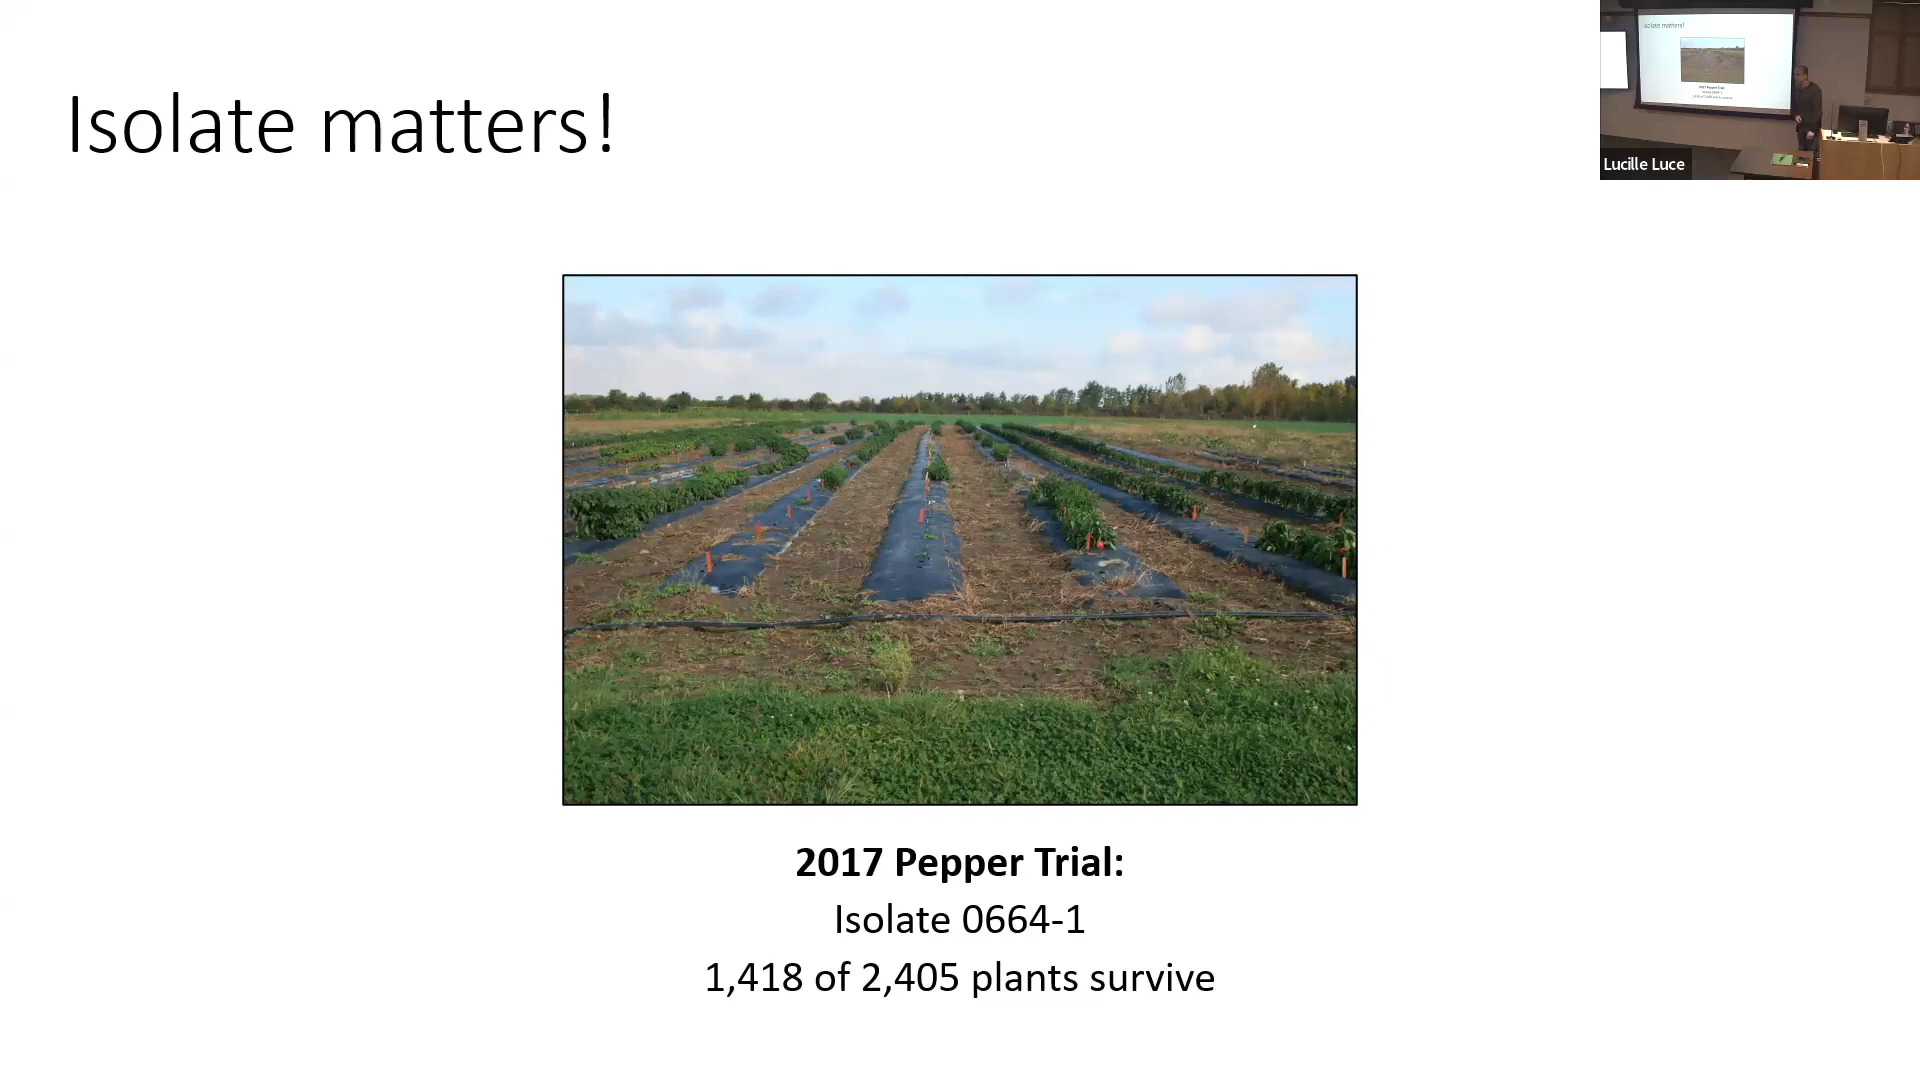 Isolate matters!
Lucille Luce
2017 Pepper Trial:
Isolate 0664-1
1,418 of 2,405 plants survive